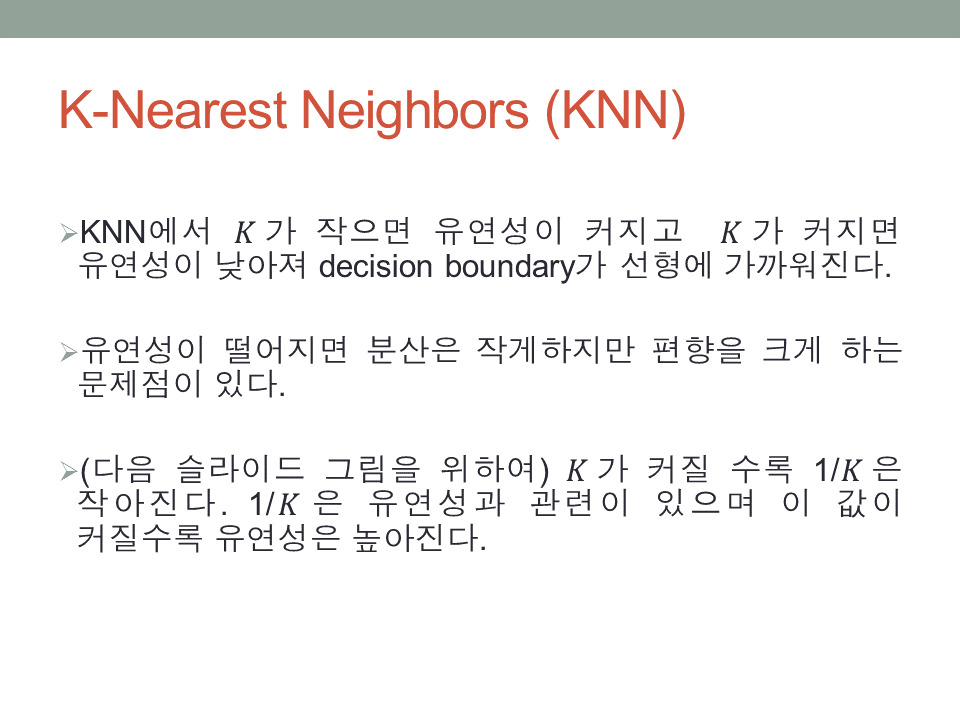 K-Nearest Neighbors (KNN)
➢KNN에서 𝐾가 작으면 유연성이 커지고 𝐾가 커지면
유연성이 낮아져 decision boundary가 선형에 가까워진다.
➢유연성이 떨어지면 분산은 작게하지만 편향을 크게 하는
문제점이 있다.
➢(다음 슬라이드 그림을 위하여) 𝐾가 커질 수록 1/𝐾은
작아진다. 1/𝐾은 유연성과 관련이 있으며 이 값이
커질수록 유연성은 높아진다.